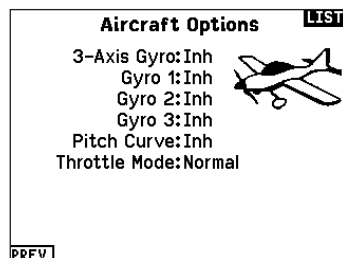 Aircraft Options
LIST
3-Axis Gyro:Inh
Gyro 1:Inh
Gyro 2:Inh
Gyro 3:Inh
Pitch Curve:Inh
Throttle Mode:Normal
PREV